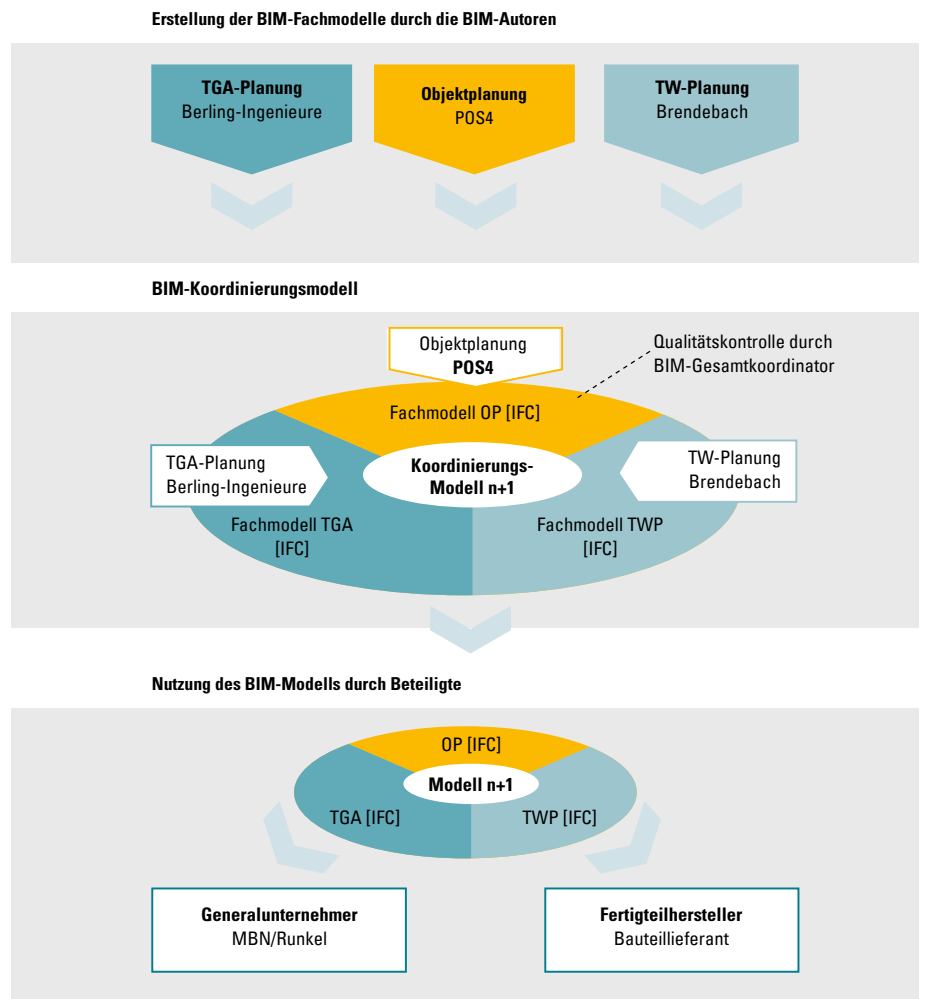 Erstellung der BIM-Fachmodelle durch die BIM-Autoren
TGA-Planung
Berling-Ingenieure
Objektplanung
POS4
TW-Planung
Brendebach
BIM-Koordinierungsmodell
Objektplanung
POS4
Qualitätskontrolle durch
BIM-Gesamtkoordinator
Fachmodell OP [IFC]
TGA-Planung
Berling-Ingenieure
Koordinierungs-
Modell n+1
TW-Planung
Brendebach
Fachmodell TGA
[IFC]
Fachmodell TWP
[IFC]
Nutzung des BIM-Modells durch Beteiligte
OP [IFC]
Modell n+1
TGA [IFC]
TWP [IFC]
Generalunternehmer
MBN/Runkel
Fertigteilhersteller
Bauteillieferant